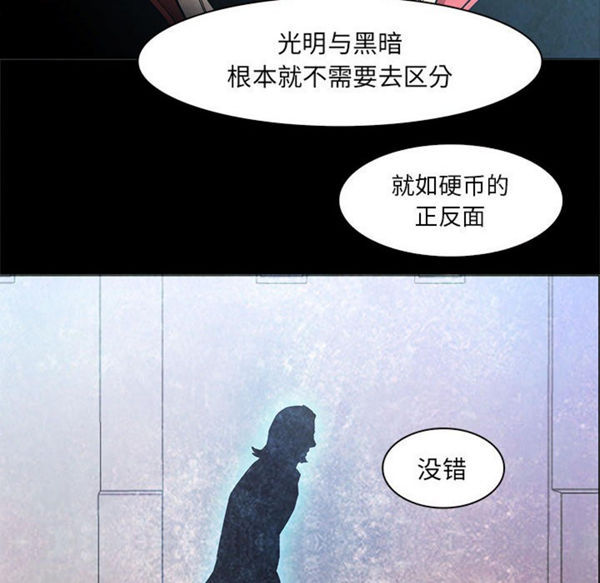 光明与黑暗
根本就不需要去区分
就如硬币的
正反面
没错